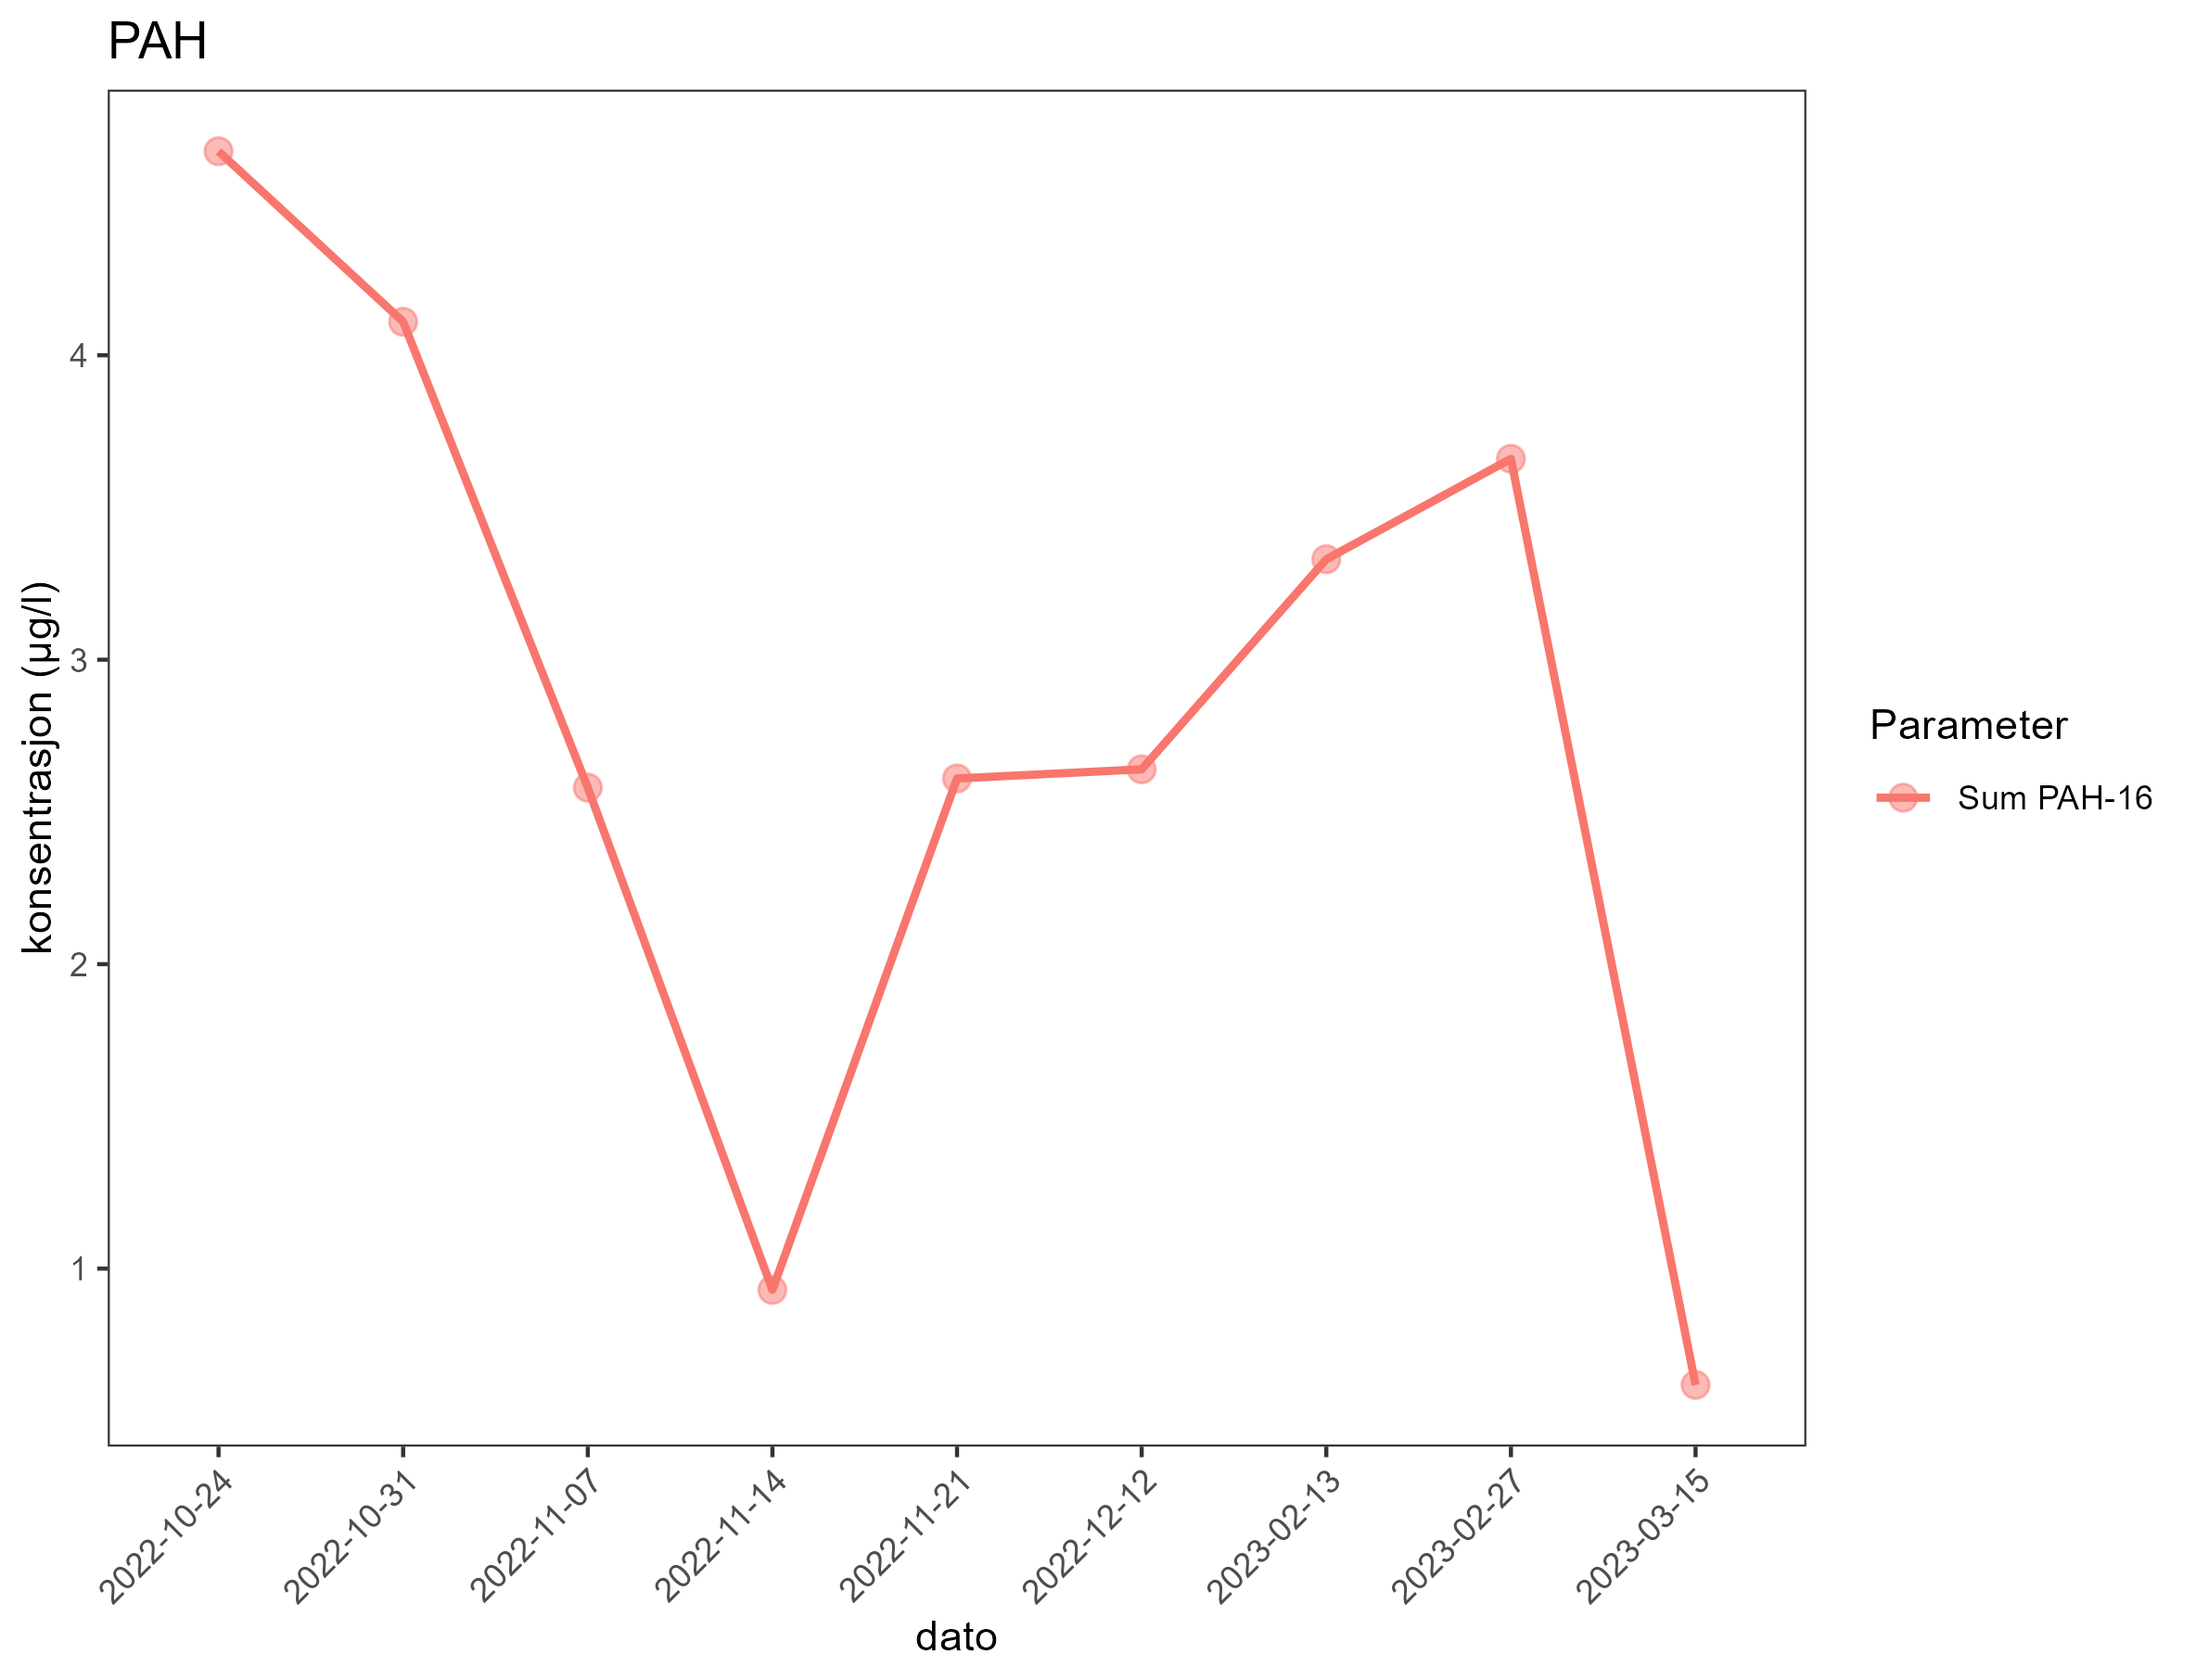 PAH
konsentrasjon (µg/l)
4
3
2
1
2022-10-24
2022-10-31
2022-11-07
2022-11-14
2022-11-21
2022-12-12
2023-02-13
2023-02-27
2023-03-15
dato
Parameter
Sum PAH-16